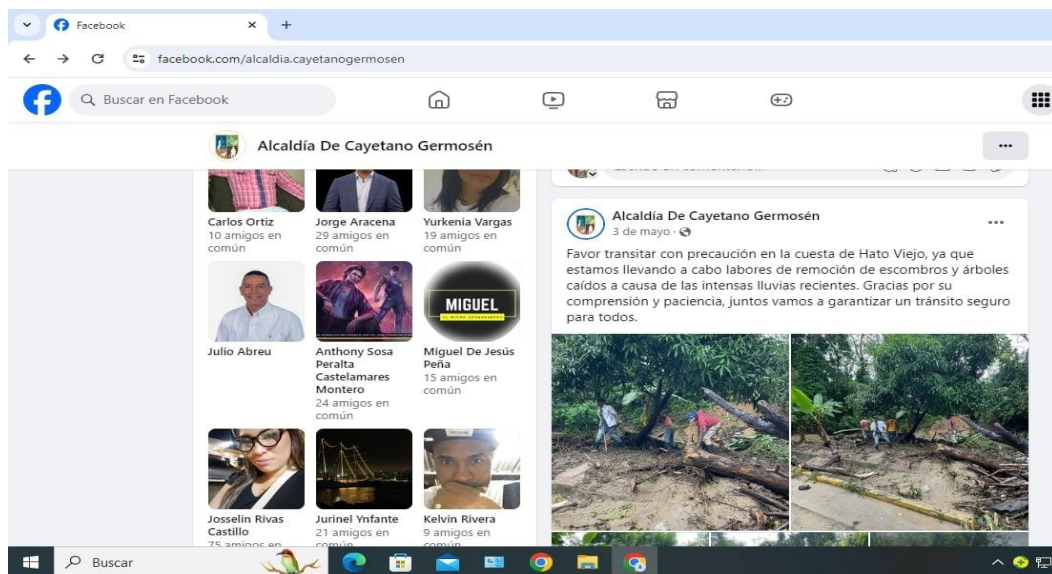 Facebook
facebook.com/alcaldia.cayetanogermosen
Buscar en Facebook
Alcaldía De Cayetano Germosén
Carlos Ortiz
10 amigos en
común
Jorge Aracena
29 amigos en
común
Yurkenia Vargas
19 amigos en
común
Julio Abreu
Anthony Sosa
Peralta
Castelamares
Montero
24 amigos en
común
MIGUEL
Miguel De Jesús
Peña
15 amigos en
común
Josselin Rivas
Castillo
75 amigos en
Jurinel Ynfante
21 amigos en
común
Kelvin Rivera
9 amigos en
común
Alcaldía De Cayetano Germosén
3 de mayo ·
Favor transitar con precaución en la cuesta de Hato Viejo, ya que
estamos llevando a cabo labores de remoción de escombros y árboles
caídos a causa de las intensas lluvias recientes. Gracias por su
comprensión y paciencia, juntos vamos a garantizar un tránsito seguro
para todos.
Buscar